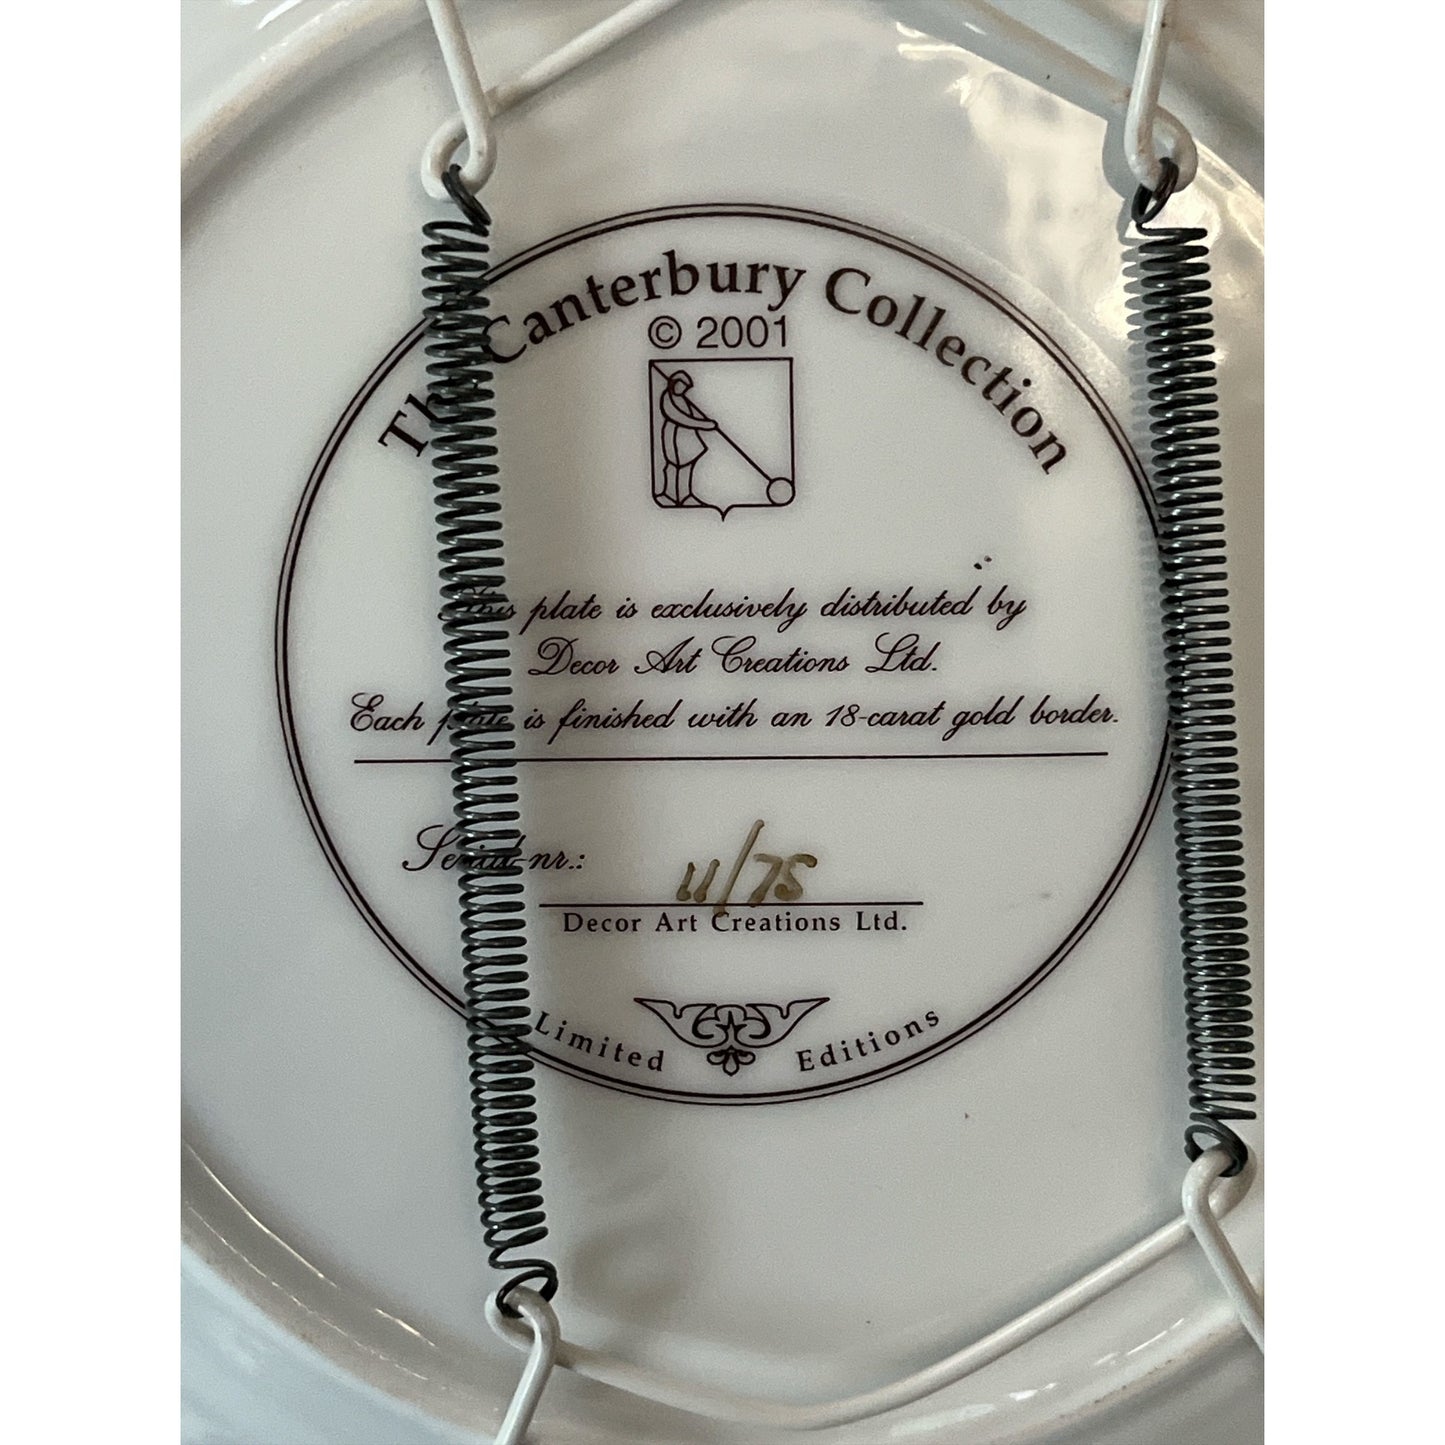 The Canterbury Collection
© 2001
This plate is exclusively distributed by
Decor Art Creations Ltd.
Each plate is finished with an 18-carat gold border.
Serial-nr.: 11/75
Decor Art Creations Ltd.
Limited Editions